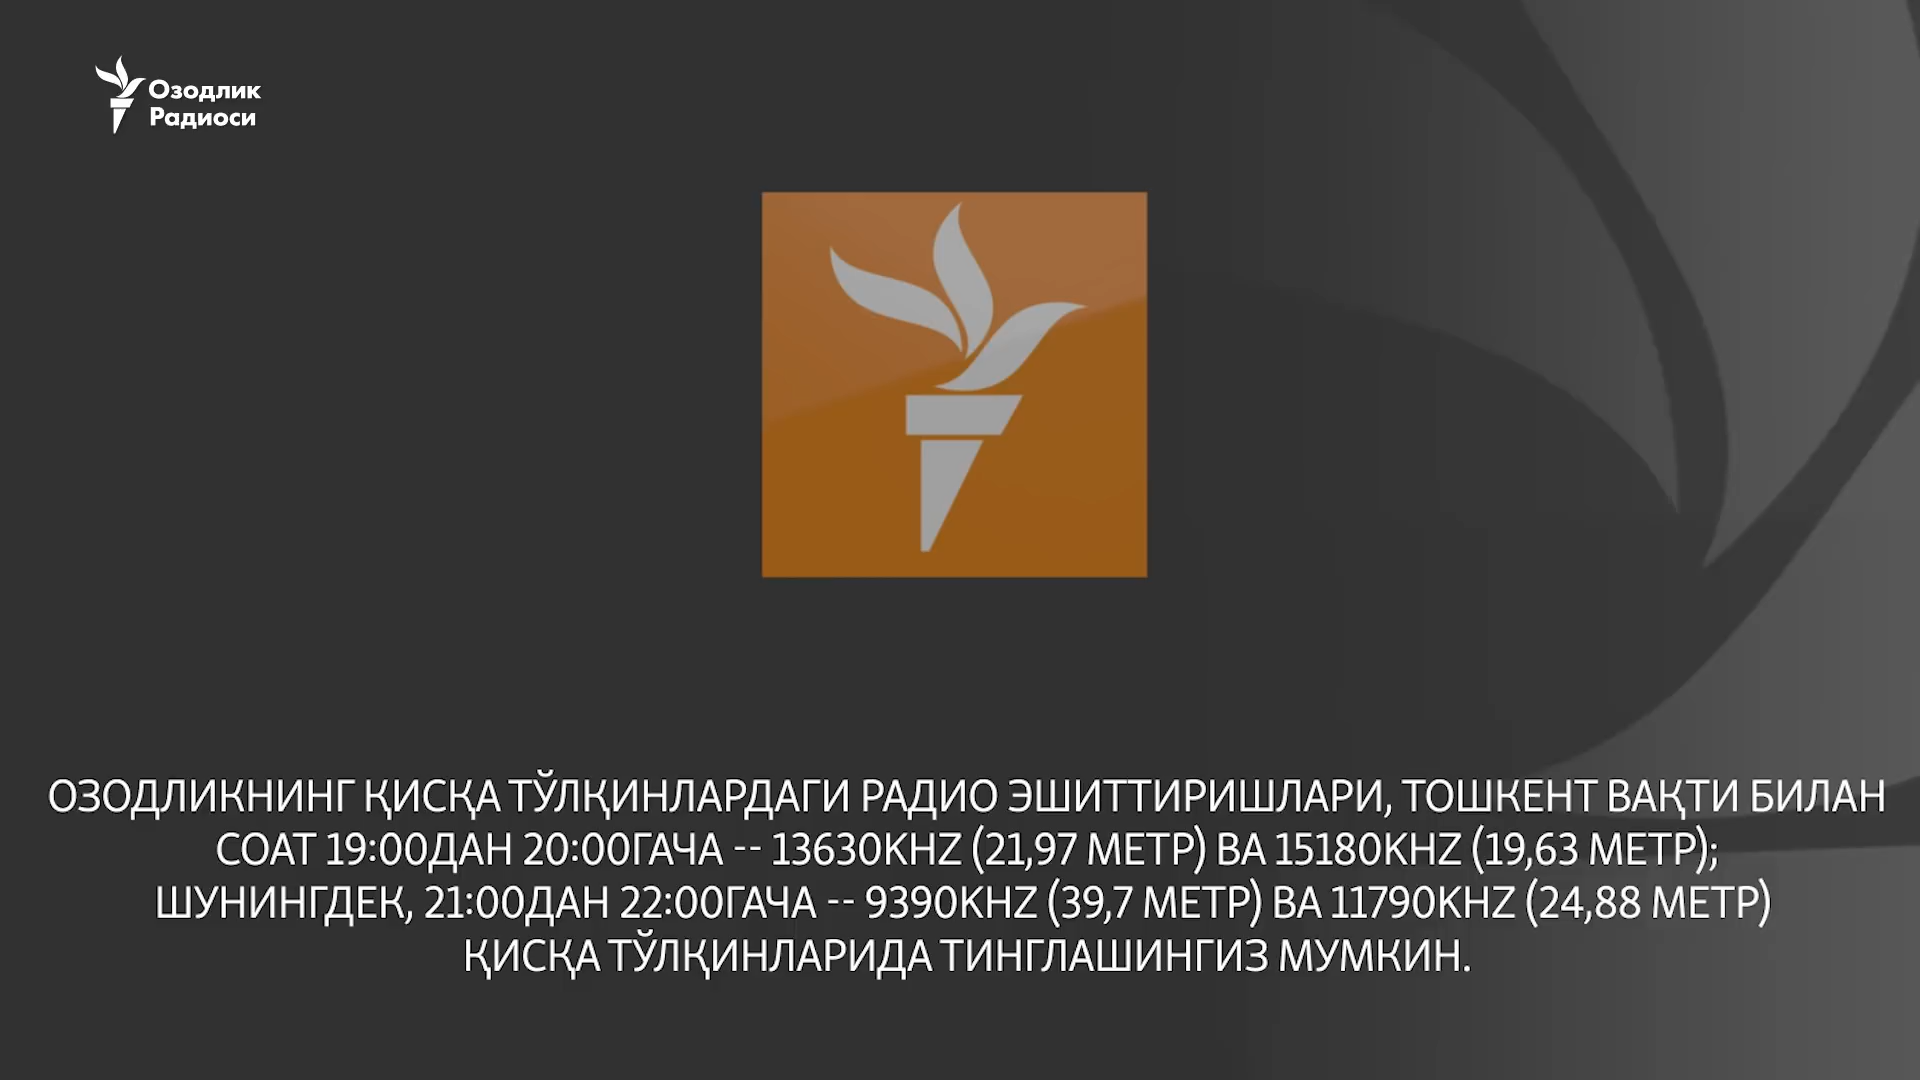 Озодлик
Радиоси
ОЗОДЛИКНИНГ ҚИСҚА ТЎЛҚИНЛАРДАГИ РАДИО ЭШИТТИРИШЛАРИ, ТОШКЕНТ ВАҚТИ БИЛАН
СОАТ 19:00ДАН 20:00ГАЧА -- 13630KHZ (21,97 МЕТР) ВА 15180KHZ (19,63 МЕТР);
ШУНИНГДЕК, 21:00ДАН 22:00ГАЧА -- 9390KHZ (39,7 МЕТР) ВА 11790KHZ (24,88 МЕТР)
ҚИСҚА ТЎЛҚИНЛАРИДА ТИНГЛАШИНГИЗ МУМКИН.